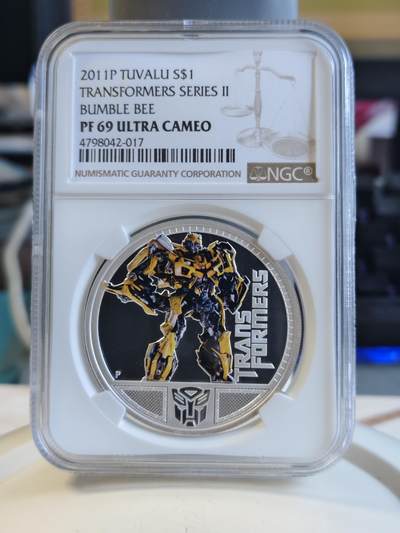 2011P TUVALU S$1
TRANSFORMERS SERIES II
BUMBLE BEE
PF 69 ULTRA CAMEO
4798042-017
NUMISMATIC GUARANTY CORPORATION
NGC®
TRANS
FORMERS
P